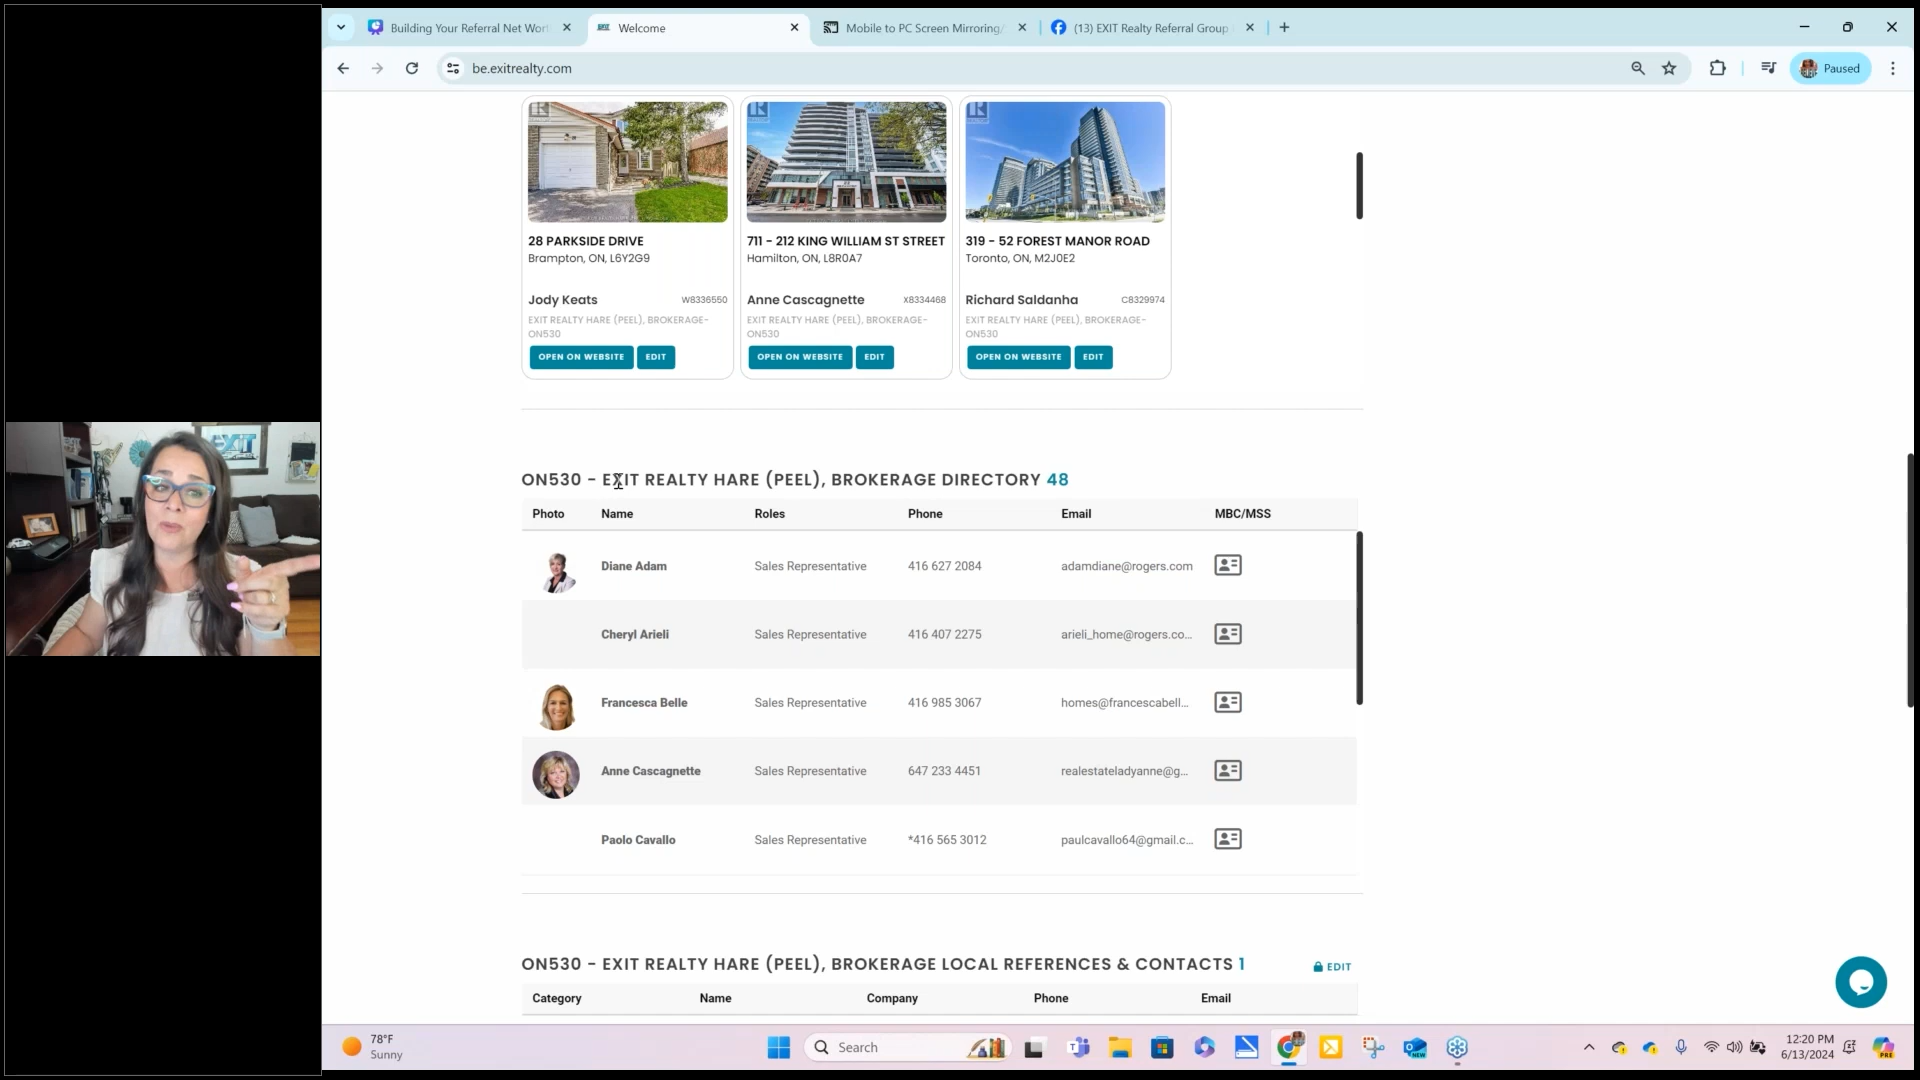 Building Your Referral Net Wort
Welcome
Mobile to PC Screen Mirroring/
(13) EXIT Realty Referral Group
be.exitrealty.com
Paused
28 PARKSIDE DRIVE
Brampton, ON, L6Y2G9
Jody Keats W8336550
EXIT REALTY HARE (PEEL), BROKERAGE-
ON530
OPEN ON WEBSITE EDIT
711 - 212 KING WILLIAM ST STREET
Hamilton, ON, L8R0A7
Anne Cascagnette X8334468
EXIT REALTY HARE (PEEL), BROKERAGE-
ON530
OPEN ON WEBSITE EDIT
319 - 52 FOREST MANOR ROAD
Toronto, ON, M2J0E2
Richard Saldanha C8329974
EXIT REALTY HARE (PEEL), BROKERAGE-
ON530
OPEN ON WEBSITE EDIT
EXIT
ON530 - EXIT REALTY HARE (PEEL), BROKERAGE DIRECTORY 48
Photo Name Roles Phone Email MBC/MSS
Diane Adam Sales Representative 416 627 2084 adamdiane@rogers.com
Cheryl Arieli Sales Representative 416 407 2275 arieli_home@rogers.co...
Francesca Belle Sales Representative 416 985 3067 homes@francescabell...
Anne Cascagnette Sales Representative 647 233 4451 realestateladyanne@g...
Paolo Cavallo Sales Representative *416 565 3012 paulcavallo64@gmail.c...
ON530 - EXIT REALTY HARE (PEEL), BROKERAGE LOCAL REFERENCES & CONTACTS 1 EDIT
Category Name Company Phone Email
78°F
Sunny
Search
12:20 PM
6/13/2024